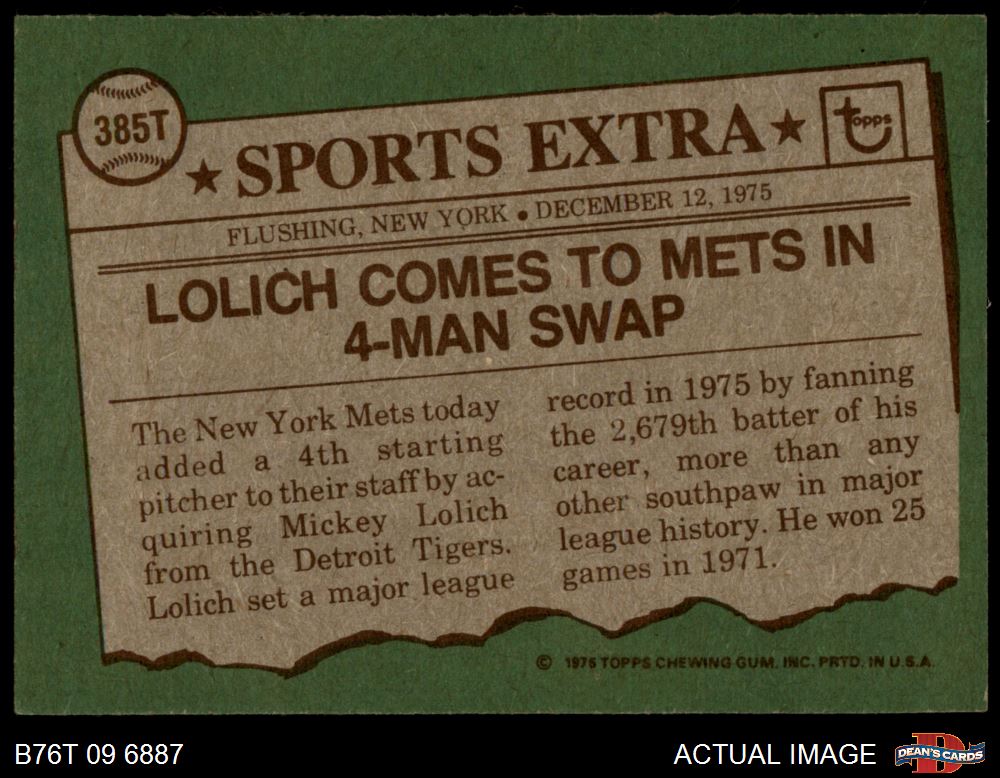 385T
★ SPORTS EXTRA ★
topps
FLUSHING, NEW YORK • DECEMBER 12, 1975
LOLICH COMES TO METS IN
4-MAN SWAP
The New York Mets today
added a 4th starting
pitcher to their staff by ac-
quiring Mickey Lolich
from the Detroit Tigers.
Lolich set a major league
record in 1975 by fanning
the 2,679th batter of his
career, more than any
other southpaw in major
league history. He won 25
games in 1971.
© 1976 TOPPS CHEWING GUM, INC. PRTD. IN U.S.A.
B76T 09 6887
ACTUAL IMAGE
D
DEAN'S CARDS